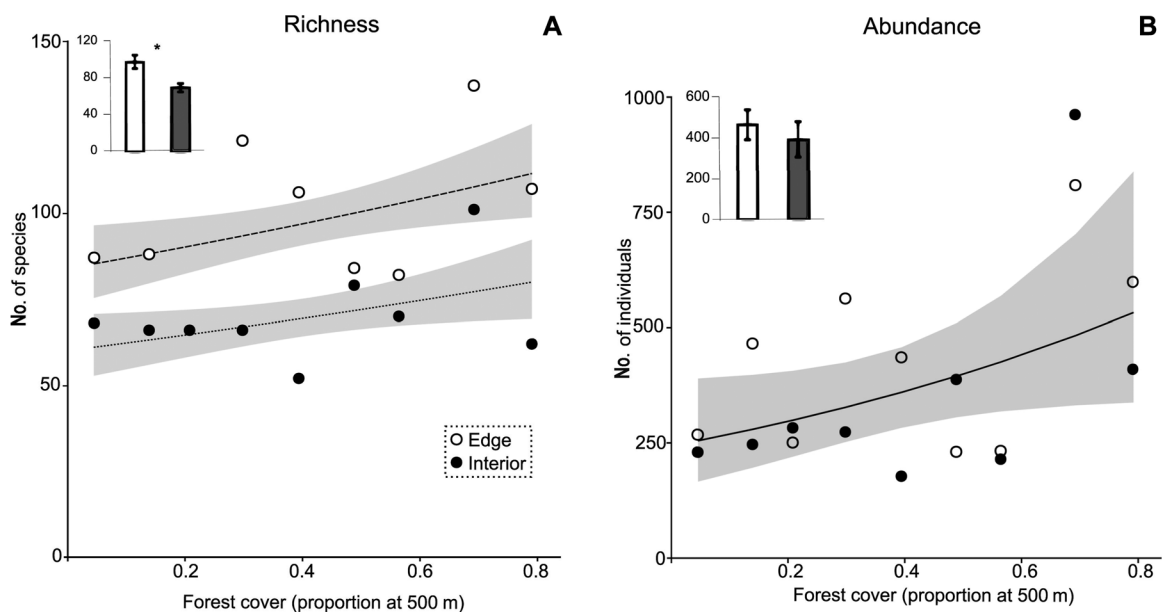 Richness
A
150
120
*
80
40
0
100
50
0
No. of species
Edge
Interior
0.2
0.4
0.6
0.8
Forest cover (proportion at 500 m)
Abundance
B
1000
600
400
200
0
750
500
250
0
No. of individuals
0.2
0.4
0.6
0.8
Forest cover (proportion at 500 m)